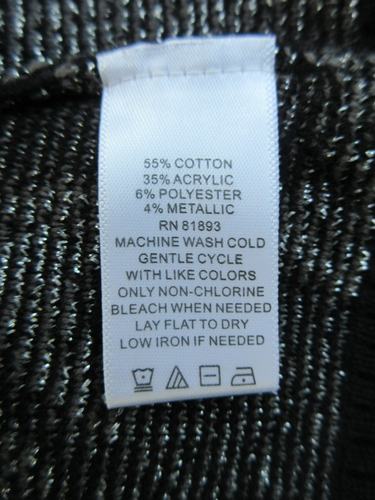 55% COTTON
35% ACRYLIC
6% POLYESTER
4% METALLIC
RN 81893
MACHINE WASH COLD
GENTLE CYCLE
WITH LIKE COLORS
ONLY NON-CHLORINE
BLEACH WHEN NEEDED
LAY FLAT TO DRY
LOW IRON IF NEEDED